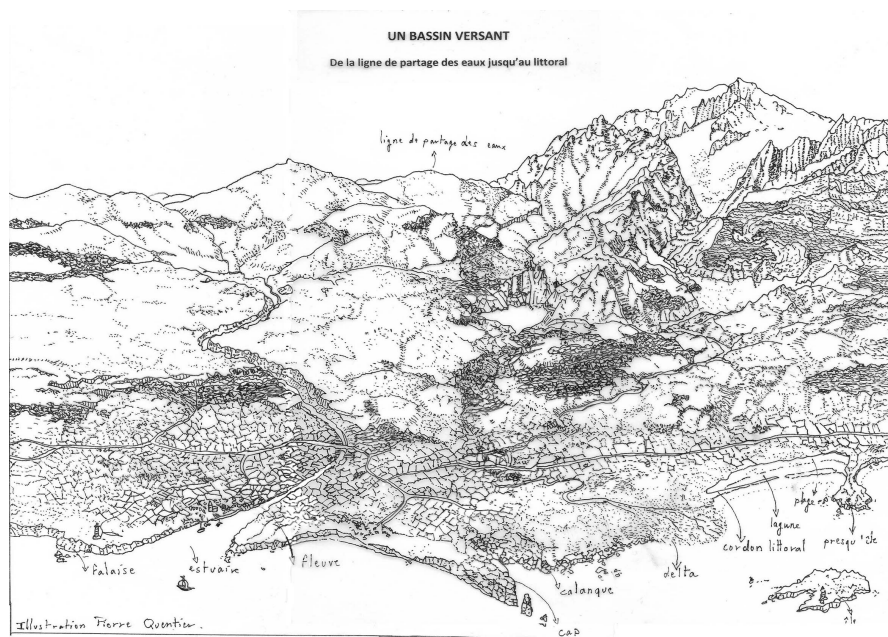 UN BASSIN VERSANT
De la ligne de partage des eaux jusqu'au littoral
ligne de partage des eaux
plage
lagune
cordon littoral
presqu'île
falaise
estuaire
fleuve
calanque
delta
cap
île
Illustration Pierre Quentier.